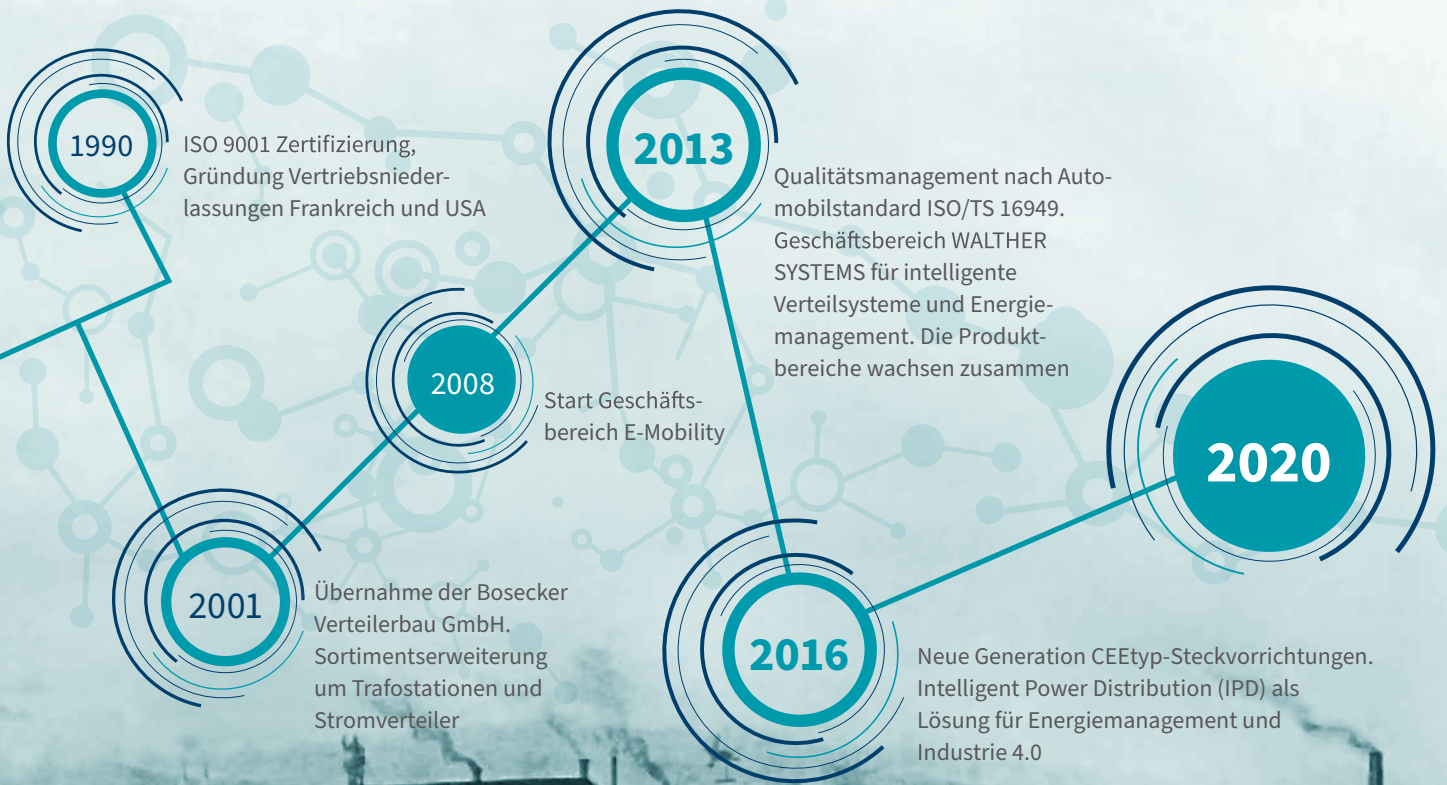 1990
ISO 9001 Zertifizierung,
Gründung Vertriebsnieder-
lassungen Frankreich und USA
2001
Übernahme der Bosecker
Verteilerbau GmbH.
Sortimentserweiterung
um Trafostationen und
Stromverteiler
2008
Start Geschäfts-
bereich E-Mobility
2013
Qualitätsmanagement nach Auto-
mobilstandard ISO/TS 16949.
Geschäftsbereich WALTHER
SYSTEMS für intelligente
Verteilsysteme und Energie-
management. Die Produkt-
bereiche wachsen zusammen
2016
Neue Generation CEEtyp-Steckvorrichtungen.
Intelligent Power Distribution (IPD) als
Lösung für Energiemanagement und
Industrie 4.0
2020